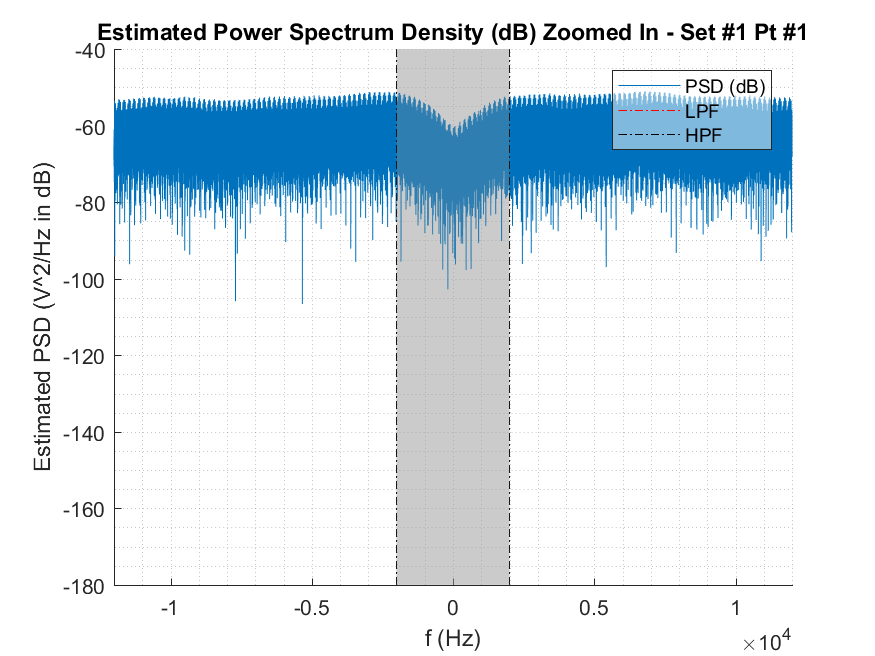 Estimated Power Spectrum Density (dB) Zoomed In - Set #1 Pt #1
-40
-60
-80
-100
-120
-140
-160
-180
Estimated PSD (V^2/Hz in dB)
PSD (dB)
LPF
HPF
-1
-0.5
0
0.5
1
×10^4
f (Hz)